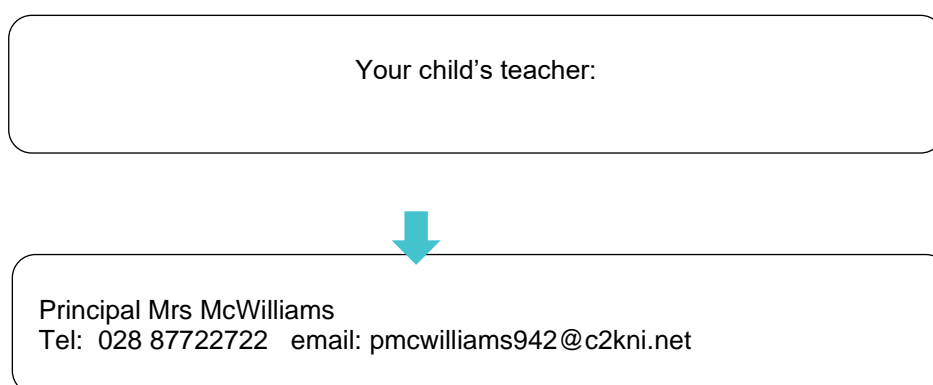 Your child’s teacher:
Principal Mrs McWilliams
Tel:  028 87722722   email: pmcwilliams942@c2kni.net